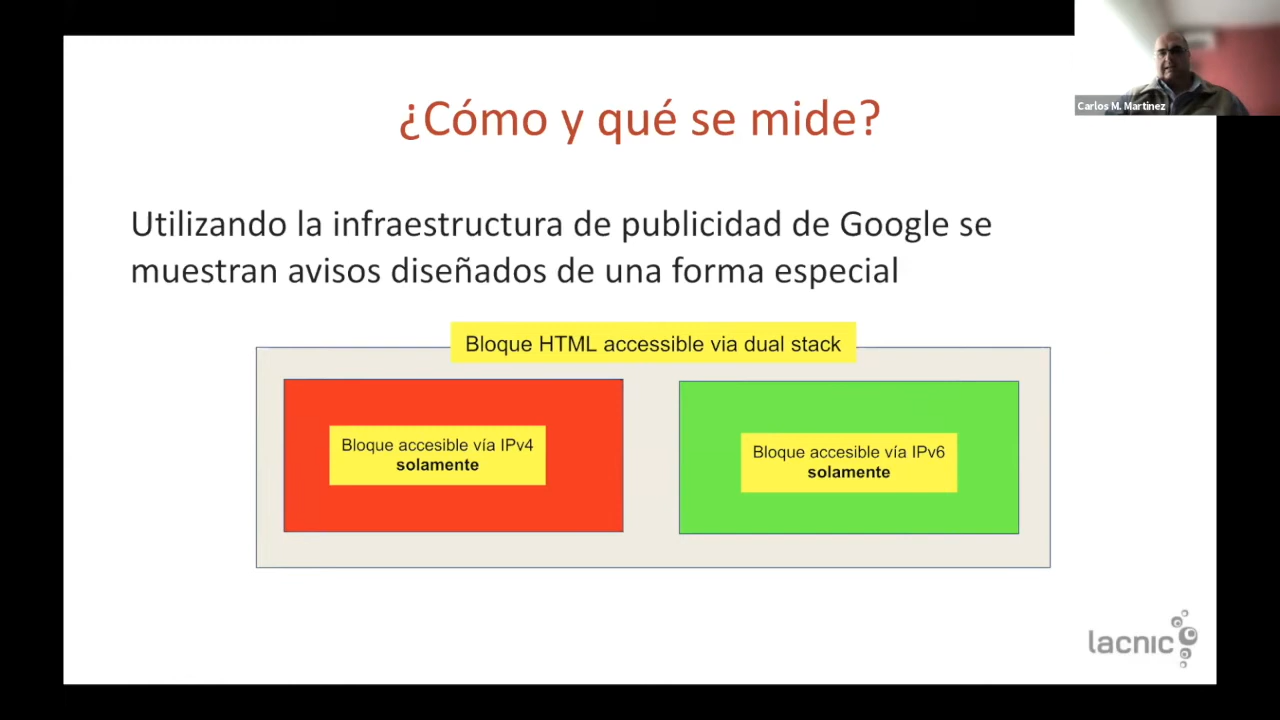 Carlos M. Martinez
¿Cómo y qué se mide?
Utilizando la infraestructura de publicidad de Google se
muestran avisos diseñados de una forma especial
Bloque HTML accessible via dual stack
Bloque accesible vía IPv4
solamente
Bloque accesible vía IPv6
solamente
lacnic